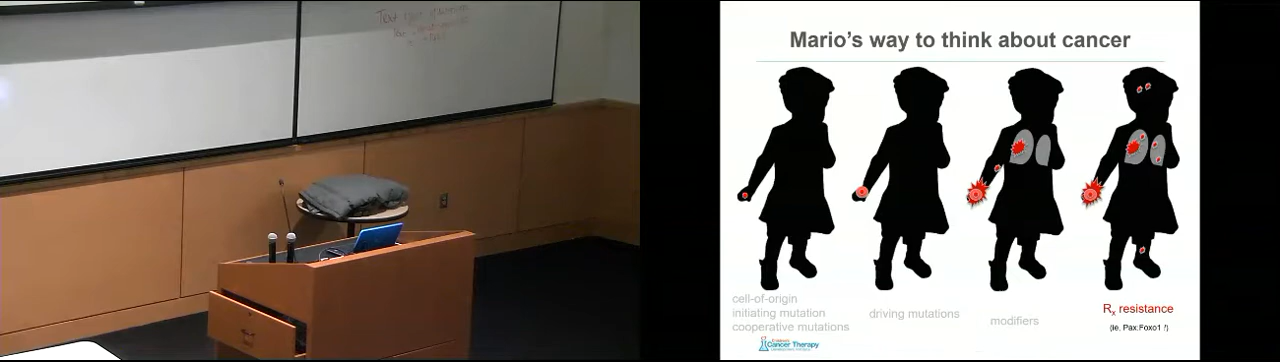 Mario's way to think about cancer
cell-of-origin
initiating mutation
cooperative mutations
driving mutations
modifiers
Rx resistance
(ie. Pax:Foxo1 !)
Children's
Cancer Therapy